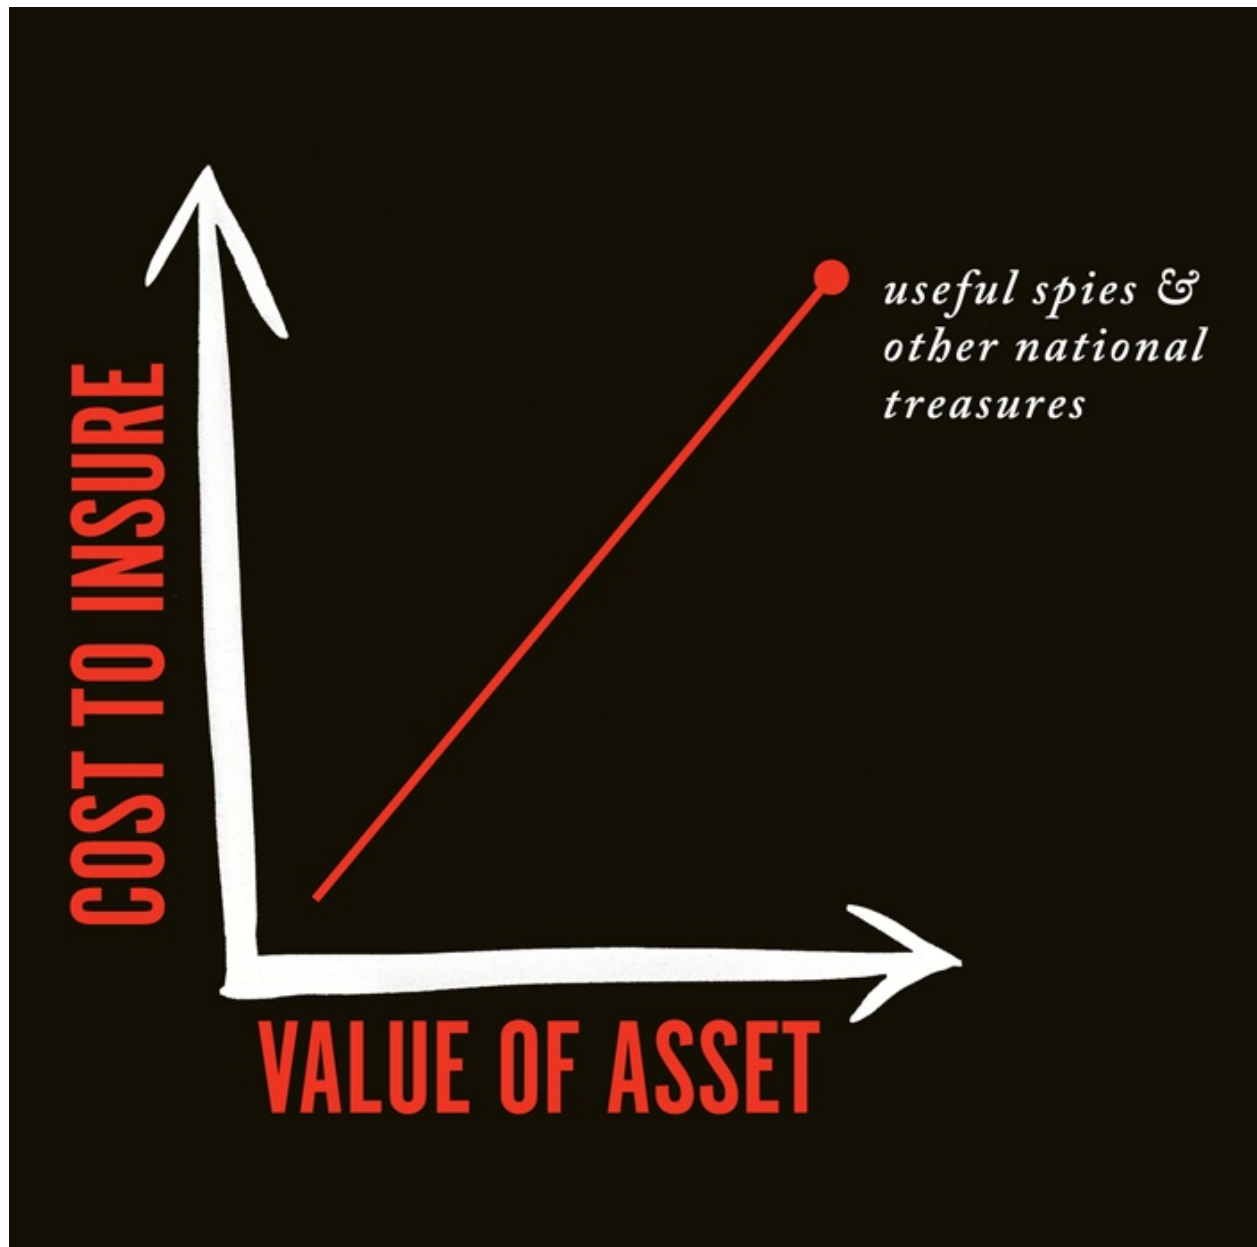 COST TO INSURE
useful spies &
other national
treasures
VALUE OF ASSET